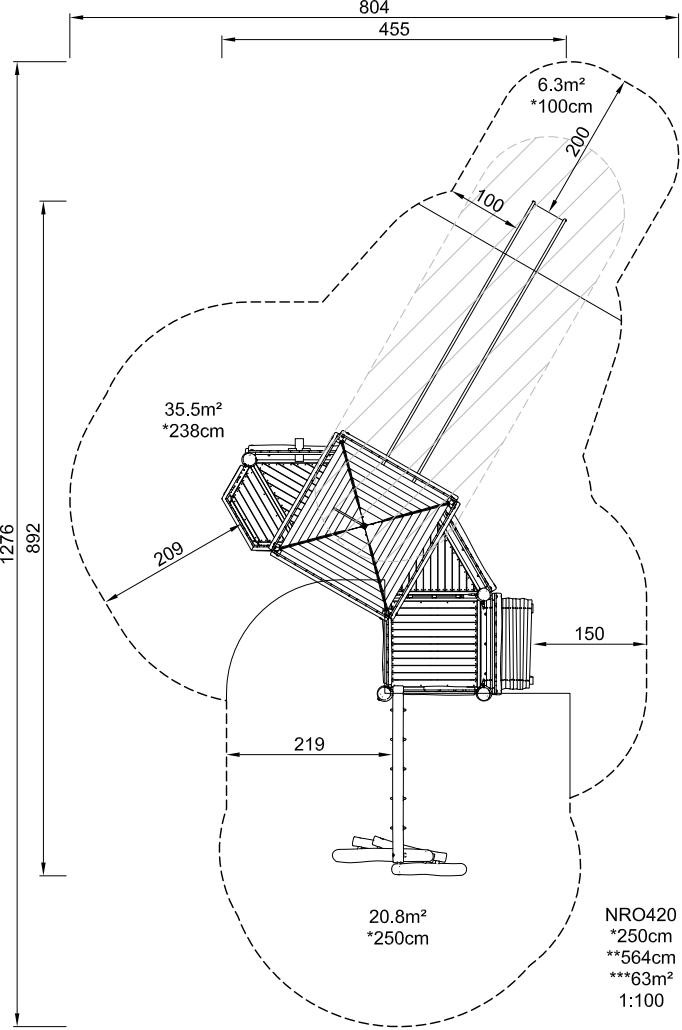 804
455
6.3m²
*100cm
200
100
35.5m²
*238cm
1276
892
209
150
219
20.8m²
*250cm
NRO420
*250cm
**564cm
***63m²
1:100